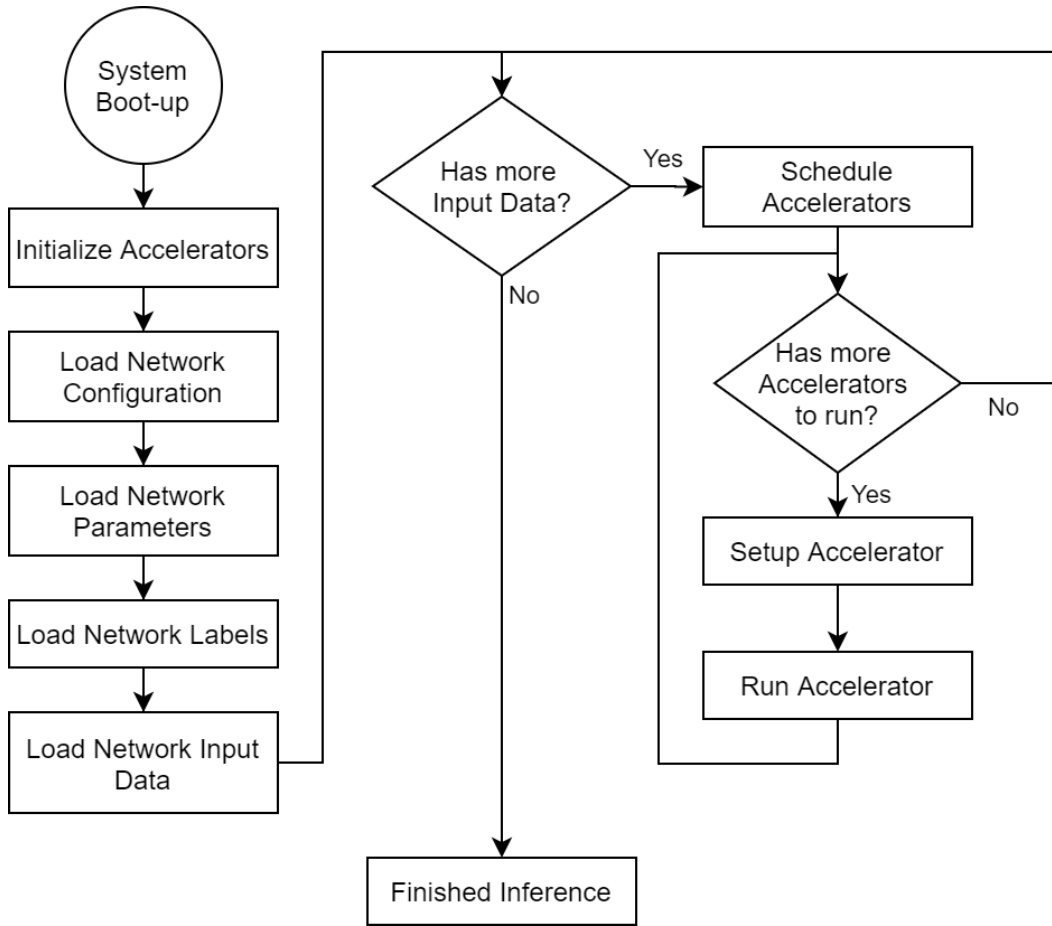 System
Boot-up
Initialize Accelerators
Load Network
Configuration
Load Network
Parameters
Load Network Labels
Load Network Input
Data
Has more
Input Data?
Yes
No
Schedule
Accelerators
Has more
Accelerators
to run?
No
Yes
Setup Accelerator
Run Accelerator
Finished Inference